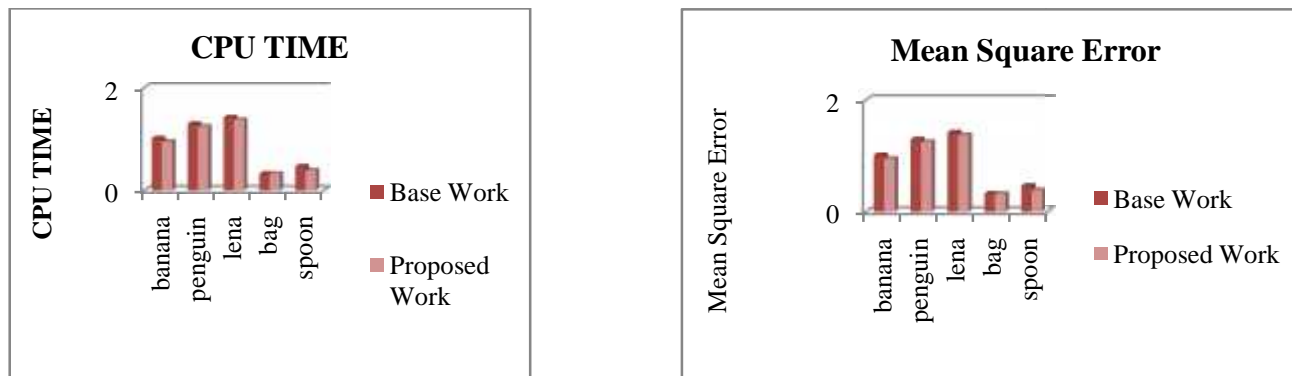 CPU TIME
CPU TIME
2
0
banana
penguin
lena
bag
spoon
Base Work
Proposed
Work
Mean Square Error
Mean Square Error
2
0
banana
penguin
lena
bag
spoon
Base Work
Proposed Work